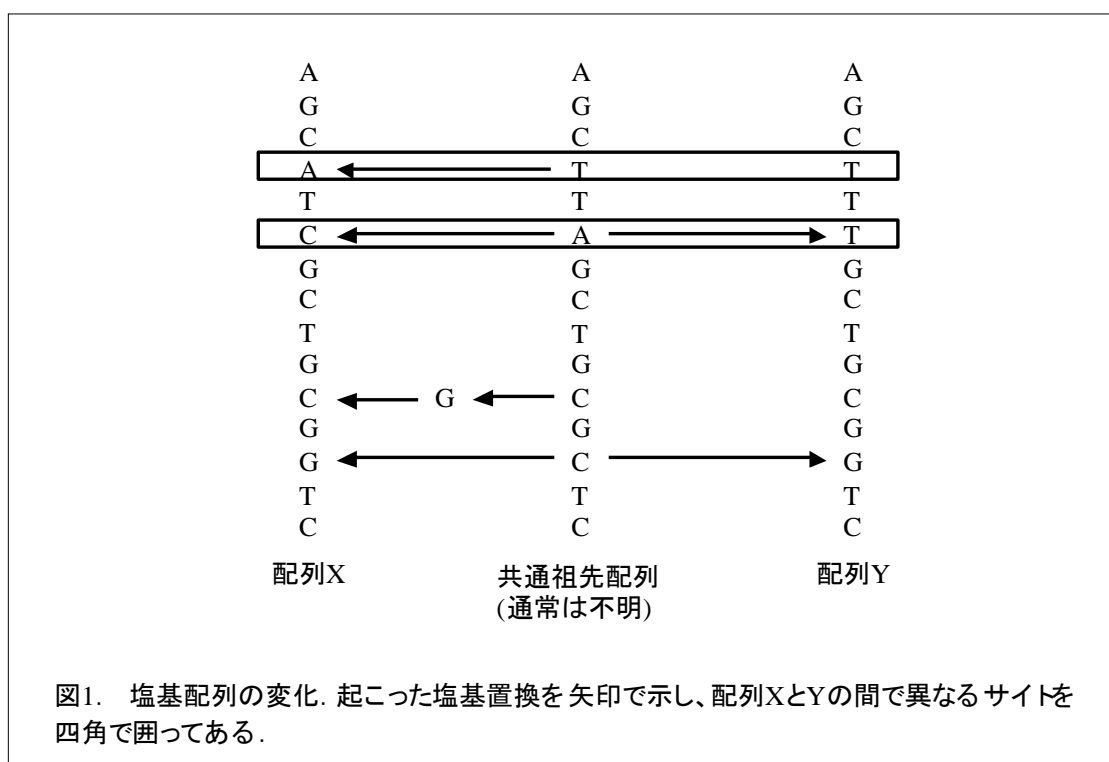 A A A
G G G
C C C
A T T
T T T
C A T
G G G
C C C
T T T
G G G
C G C C
G G G
G C G
T T T
C C C
配列X 共通祖先配列 配列Y
(通常は不明)
図1. 塩基配列の変化. 起こった塩基置換を矢印で示し、配列XとYの間で異なるサイトを
四角で囲ってある.